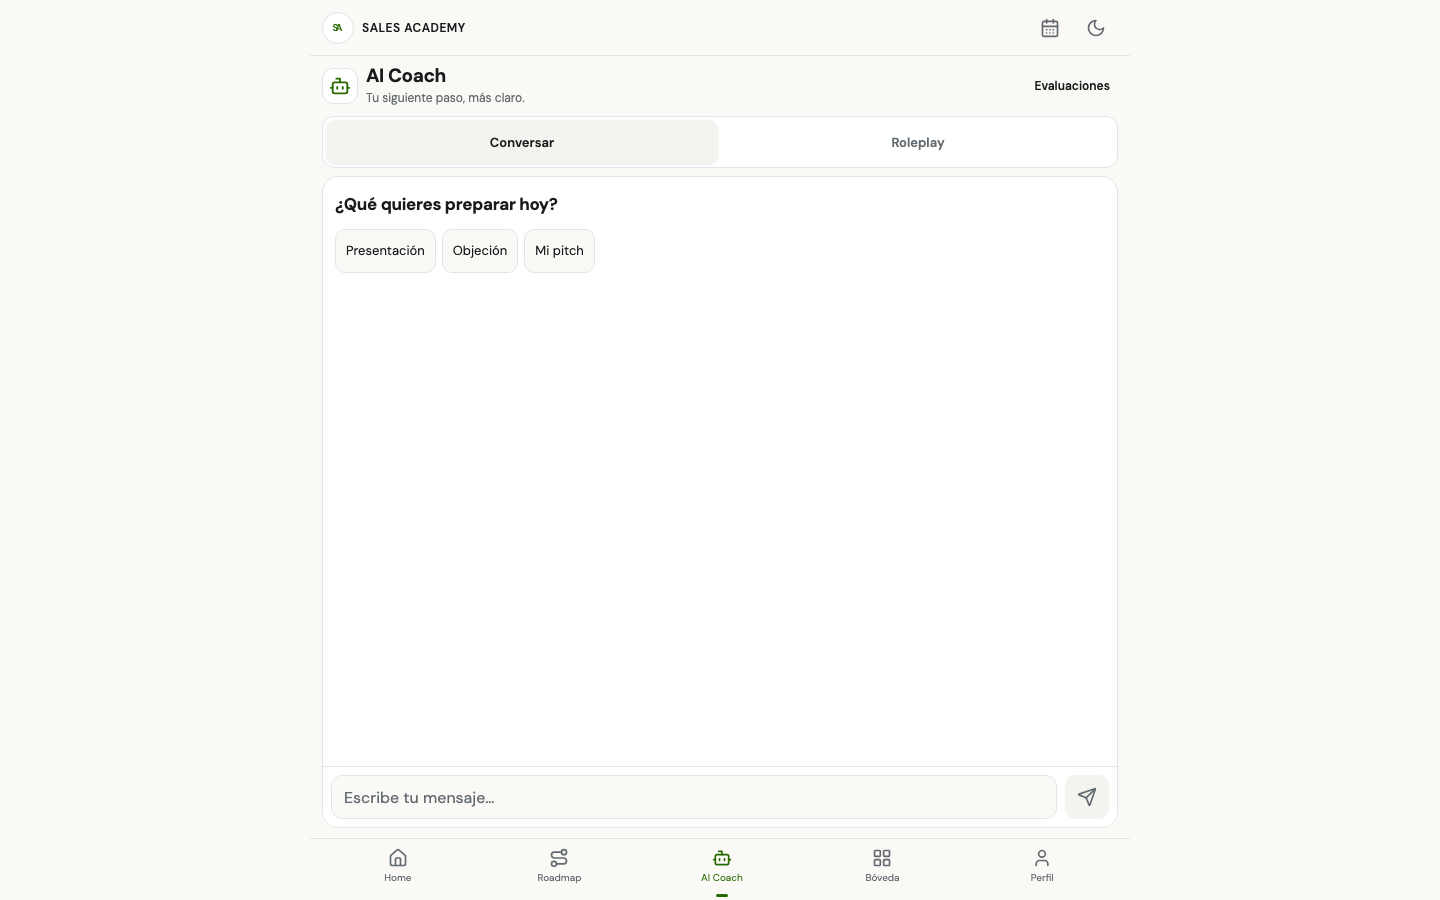 SA SALES ACADEMY
AI Coach
Tu siguiente paso, más claro.
Evaluaciones
Conversar
Roleplay
¿Qué quieres preparar hoy?
Presentación
Objeción
Mi pitch
Escribe tu mensaje...
Home
Roadmap
AI Coach
Bóveda
Perfil